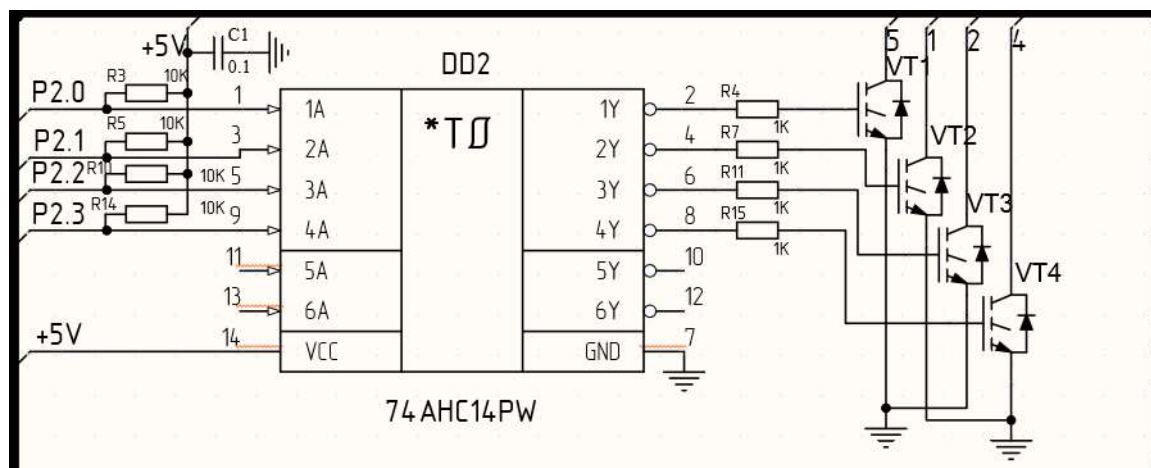 +5V
C1
0.1
5 1 2 4
DD2
VT1
R3 10K
P2.0
1 1A 1Y 2 R4
1K
R5 10K
*T
P2.1
3 2A 2Y 4 R7
1K
VT2
P2.2 R10 10K
5 3A 3Y 6 R11
1K
P2.3 R14 10K
9 4A 4Y 8 R15
1K
VT3
11 5A 5Y 10
VT4
13 6A 6Y 12
+5V
14 VCC GND 7
74AHC14PW